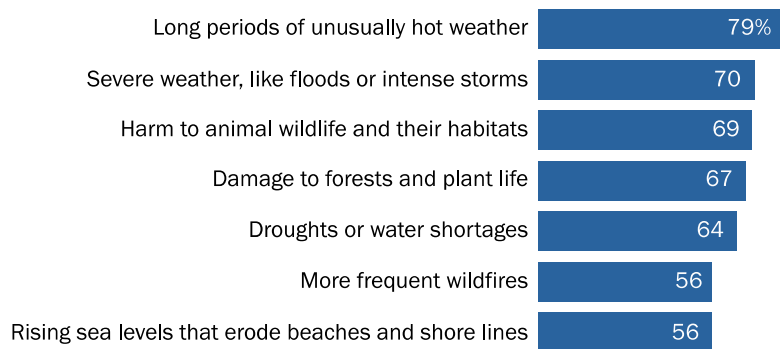 Long periods of unusually hot weather 79%
Severe weather, like floods or intense storms 70
Harm to animal wildlife and their habitats 69
Damage to forests and plant life 67
Droughts or water shortages 64
More frequent wildfires 56
Rising sea levels that erode beaches and shore lines 56